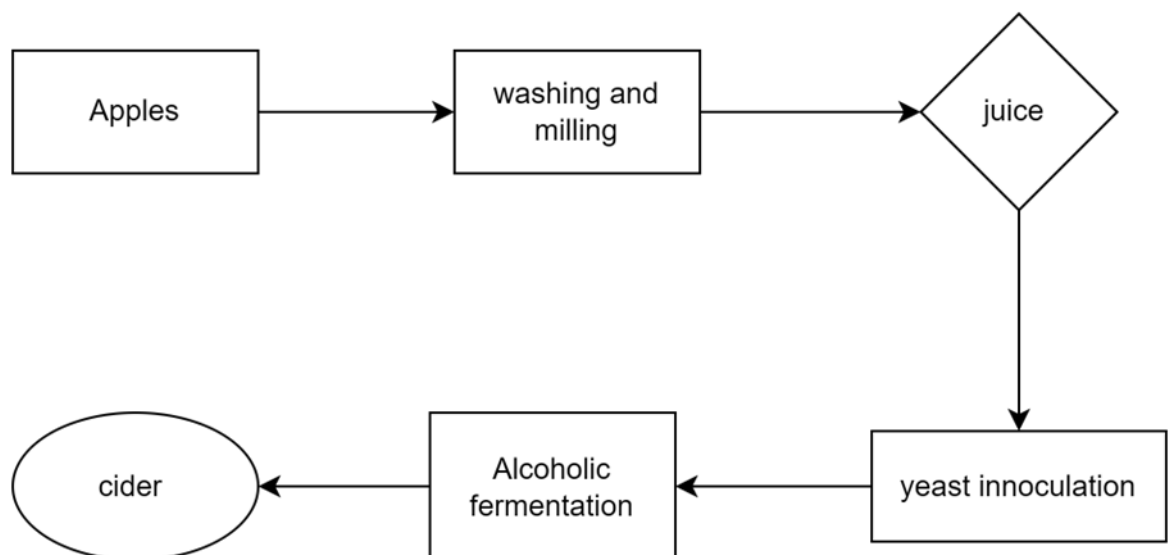 Apples
washing and
milling
juice
yeast innoculation
Alcoholic
fermentation
cider